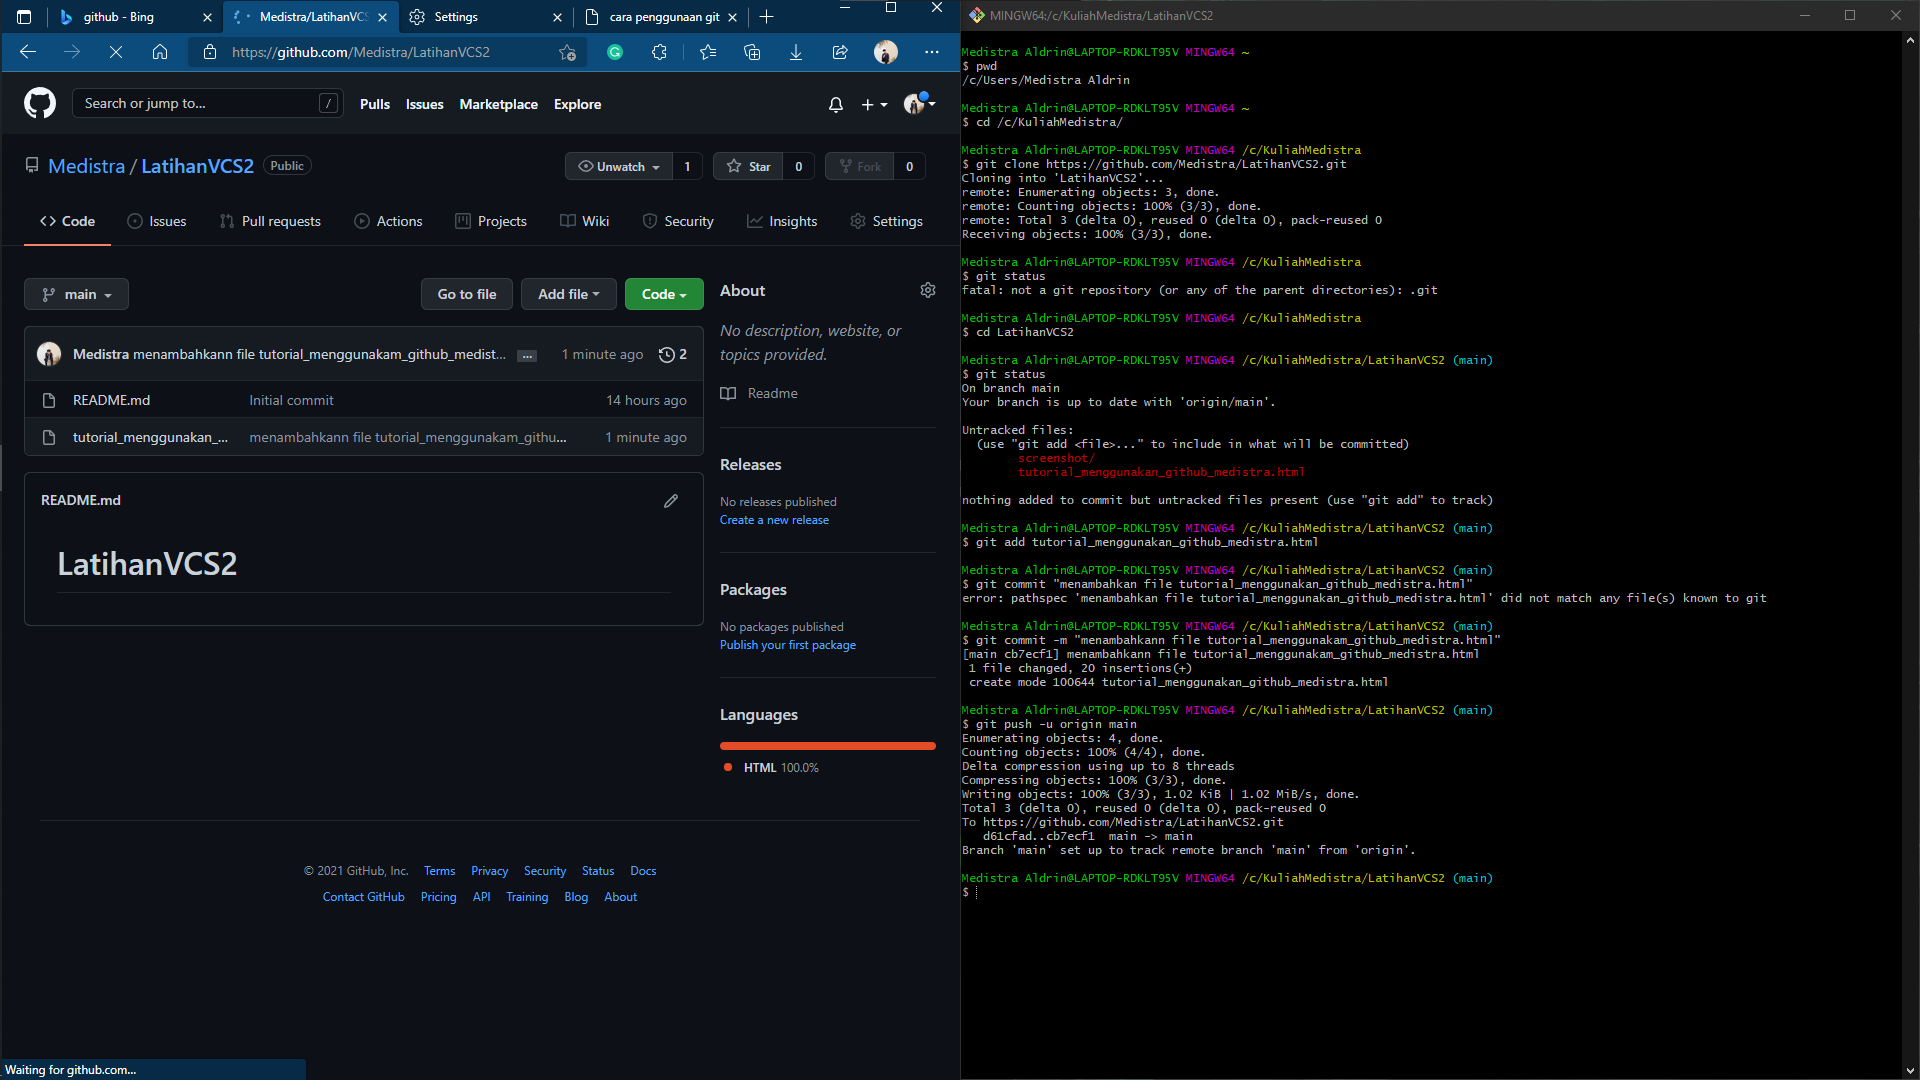 github - Bing
Medistra/LatihanVCS
Settings
cara penggunaan git
https://github.com/Medistra/LatihanVCS2
Search or jump to...
/
Pulls
Issues
Marketplace
Explore
Medistra / LatihanVCS2
Public
Unwatch
1
Star
0
Fork
0
Code
Issues
Pull requests
Actions
Projects
Wiki
Security
Insights
Settings
main
Go to file
Add file
Code
Medistra menambahkann file tutorial_menggunakam_github_medist...
...
1 minute ago
2
README.md
Initial commit
14 hours ago
tutorial_menggunakan_...
menambahkann file tutorial_menggunakam_githu...
1 minute ago
README.md
LatihanVCS2
About
No description, website, or
topics provided.
Readme
Releases
No releases published
Create a new release
Packages
No packages published
Publish your first package
Languages
HTML 100.0%
© 2021 GitHub, Inc.
Terms
Privacy
Security
Status
Docs
Contact GitHub
Pricing
API
Training
Blog
About
Waiting for github.com...
MINGW64:/c/KuliahMedistra/LatihanVCS2
Medistra Aldrin@LAPTOP-RDKLT95V MINGW64 ~
$ pwd
/c/Users/Medistra Aldrin
Medistra Aldrin@LAPTOP-RDKLT95V MINGW64 ~
$ cd /c/KuliahMedistra/
Medistra Aldrin@LAPTOP-RDKLT95V MINGW64 /c/KuliahMedistra
$ git clone https://github.com/Medistra/LatihanVCS2.git
Cloning into 'LatihanVCS2'...
remote: Enumerating objects: 3, done.
remote: Counting objects: 100% (3/3), done.
remote: Total 3 (delta 0), reused 0 (delta 0), pack-reused 0
Receiving objects: 100% (3/3), done.
Medistra Aldrin@LAPTOP-RDKLT95V MINGW64 /c/KuliahMedistra
$ git status
fatal: not a git repository (or any of the parent directories): .git
Medistra Aldrin@LAPTOP-RDKLT95V MINGW64 /c/KuliahMedistra
$ cd LatihanVCS2
Medistra Aldrin@LAPTOP-RDKLT95V MINGW64 /c/KuliahMedistra/LatihanVCS2 (main)
$ git status
On branch main
Your branch is up to date with 'origin/main'.
Untracked files:
(use "git add <file>..." to include in what will be committed)
screenshot/
tutorial_menggunakan_github_medistra.html
nothing added to commit but untracked files present (use "git add" to track)
Medistra Aldrin@LAPTOP-RDKLT95V MINGW64 /c/KuliahMedistra/LatihanVCS2 (main)
$ git add tutorial_menggunakan_github_medistra.html
Medistra Aldrin@LAPTOP-RDKLT95V MINGW64 /c/KuliahMedistra/LatihanVCS2 (main)
$ git commit "menambahkan file tutorial_menggunakan_github_medistra.html"
error: pathspec 'menambahkan file tutorial_menggunakan_github_medistra.html' did not match any file(s) known to git
Medistra Aldrin@LAPTOP-RDKLT95V MINGW64 /c/KuliahMedistra/LatihanVCS2 (main)
$ git commit -m "menambahkann file tutorial_menggunakam_github_medistra.html"
[main cb7ecf1] menambahkann file tutorial_menggunakam_github_medistra.html
1 file changed, 20 insertions(+)
create mode 100644 tutorial_menggunakan_github_medistra.html
Medistra Aldrin@LAPTOP-RDKLT95V MINGW64 /c/KuliahMedistra/LatihanVCS2 (main)
$ git push -u origin main
Enumerating objects: 4, done.
Counting objects: 100% (4/4), done.
Delta compression using up to 8 threads
Compressing objects: 100% (3/3), done.
Writing objects: 100% (3/3), 1.02 KiB | 1.02 MiB/s, done.
Total 3 (delta 0), reused 0 (delta 0), pack-reused 0
To https://github.com/Medistra/LatihanVCS2.git
d61cfad..cb7ecf1  main -> main
Branch 'main' set up to track remote branch 'main' from 'origin'.
Medistra Aldrin@LAPTOP-RDKLT95V MINGW64 /c/KuliahMedistra/LatihanVCS2 (main)
$